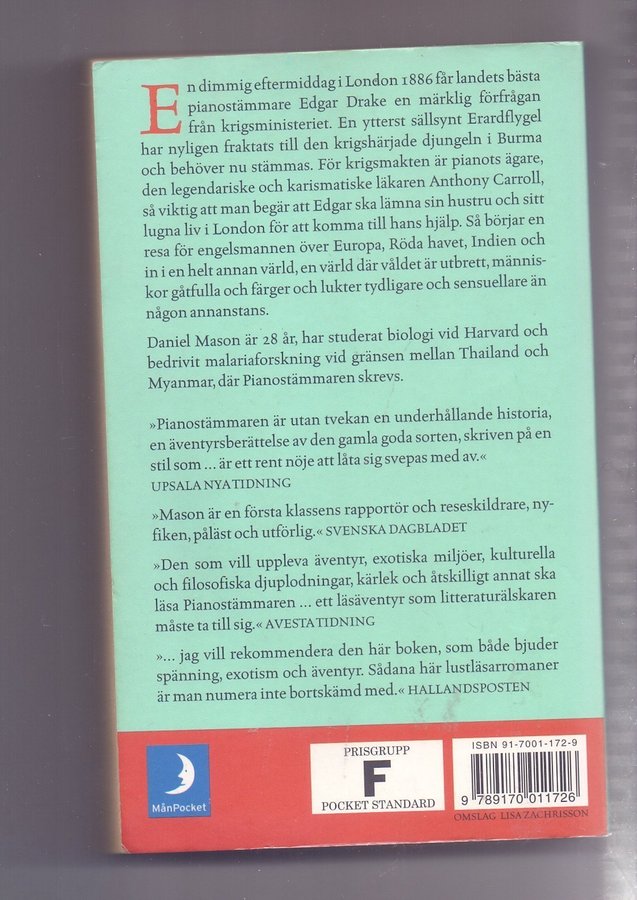 En dimmig eftermiddag i London 1886 får landets bästa
pianostämmare Edgar Drake en märklig förfrågan
från krigsministeriet. En ytterst sällsynt Erardflygel
har nyligen fraktats till den krigshärjade djungeln i Burma
och behöver nu stämmas. För krigsmakten är pianots ägare,
den legendariske och karismatiske läkaren Anthony Carroll,
så viktig att man begär att Edgar ska lämna sin hustru och sitt
lugna liv i London för att komma till hans hjälp. Så börjar en
resa för engelsmannen över Europa, Röda havet, Indien och
in i en helt annan värld, en värld där våldet är utbrett, männis-
kor gåtfulla och färger och lukter tydligare och sensuellare än
någon annanstans.
Daniel Mason är 28 år, har studerat biologi vid Harvard och
bedrivit malariaforskning vid gränsen mellan Thailand och
Myanmar, där Pianostämmaren skrevs.
»Pianostämmaren är utan tvekan en underhållande historia,
en äventyrsberättelse av den gamla goda sorten, skriven på en
stil som ... är ett rent nöje att låta sig svepas med av.«
UPSALA NYA TIDNING
»Mason är en första klassens rapportör och reseskildrare, ny-
fiken, påläst och utförlig.« SVENSKA DAGBLADET
»Den som vill uppleva äventyr, exotiska miljöer, kulturella
och filosofiska djuplodningar, kärlek och åtskilligt annat ska
läsa Pianostämmaren ... ett läsäventyr som litteraturälskaren
måste ta till sig.« AVESTA TIDNING
»... jag vill rekommendera den här boken, som både bjuder
spänning, exotism och äventyr. Sådana här lustläsarromaner
är man numera inte bortskämd med.« HALLANDSPOSTEN
MånPocket
PRISGRUPP
F
POCKET STANDARD
ISBN 91-7001-172-9
9 789170 011726
OMSLAG LISA ZACHRISSON